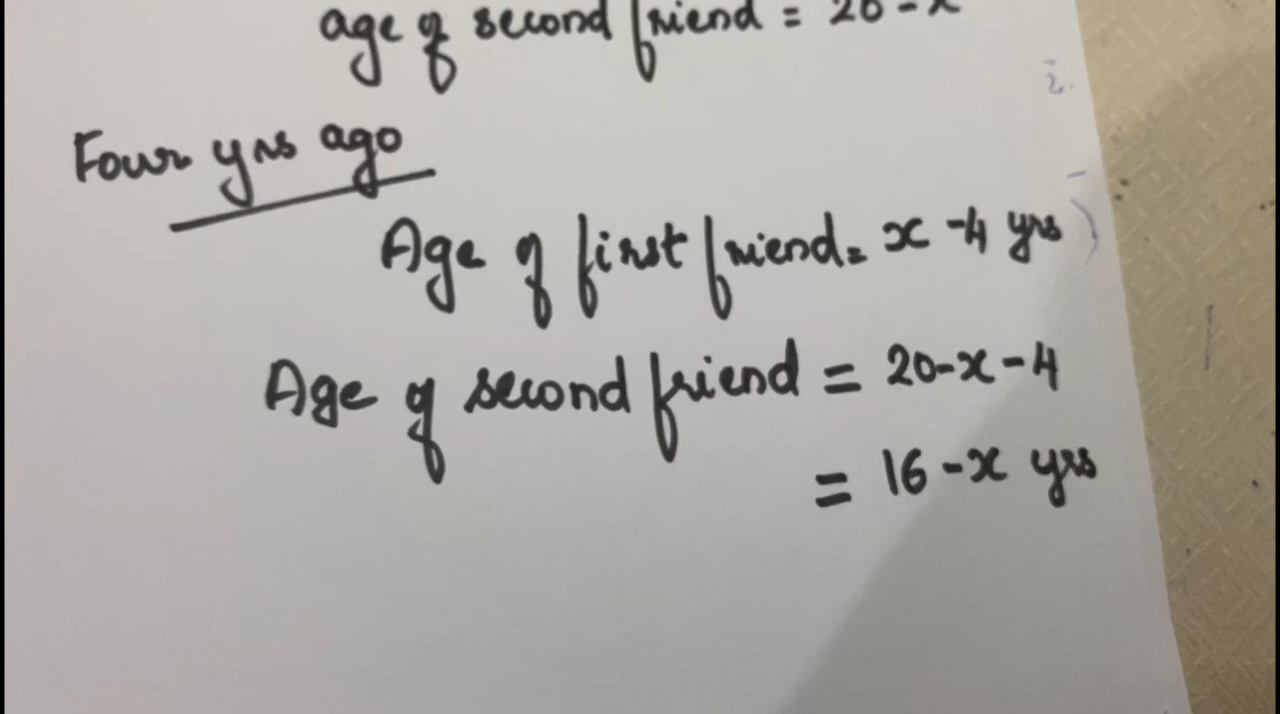 age of second friend = 20 - x
Four yrs ago
Age of first friend = x - 4 yrs
Age of second friend = 20 - x - 4
= 16 - x yrs